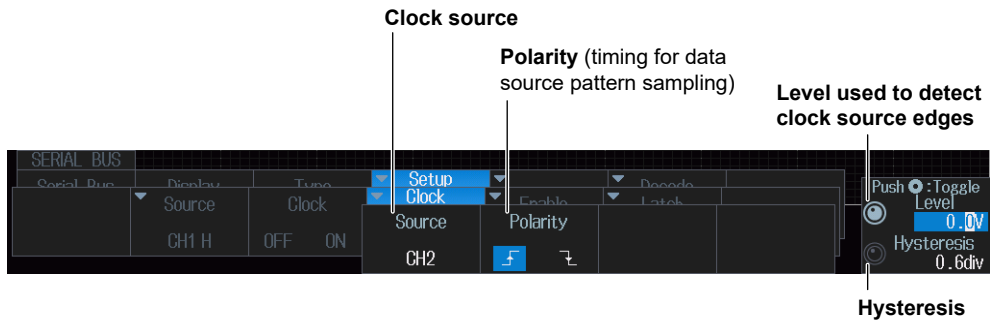 Clock source
Polarity (timing for data
source pattern sampling)
Level used to detect
clock source edges
SERIAL BUS
Serial Bus Display Type Setup Decode
Source Clock Clock Enable Latch
Source Polarity
CH1 H OFF ON
CH2
Push :Toggle
Level
0.0V
Hysteresis
0.6div
Hysteresis